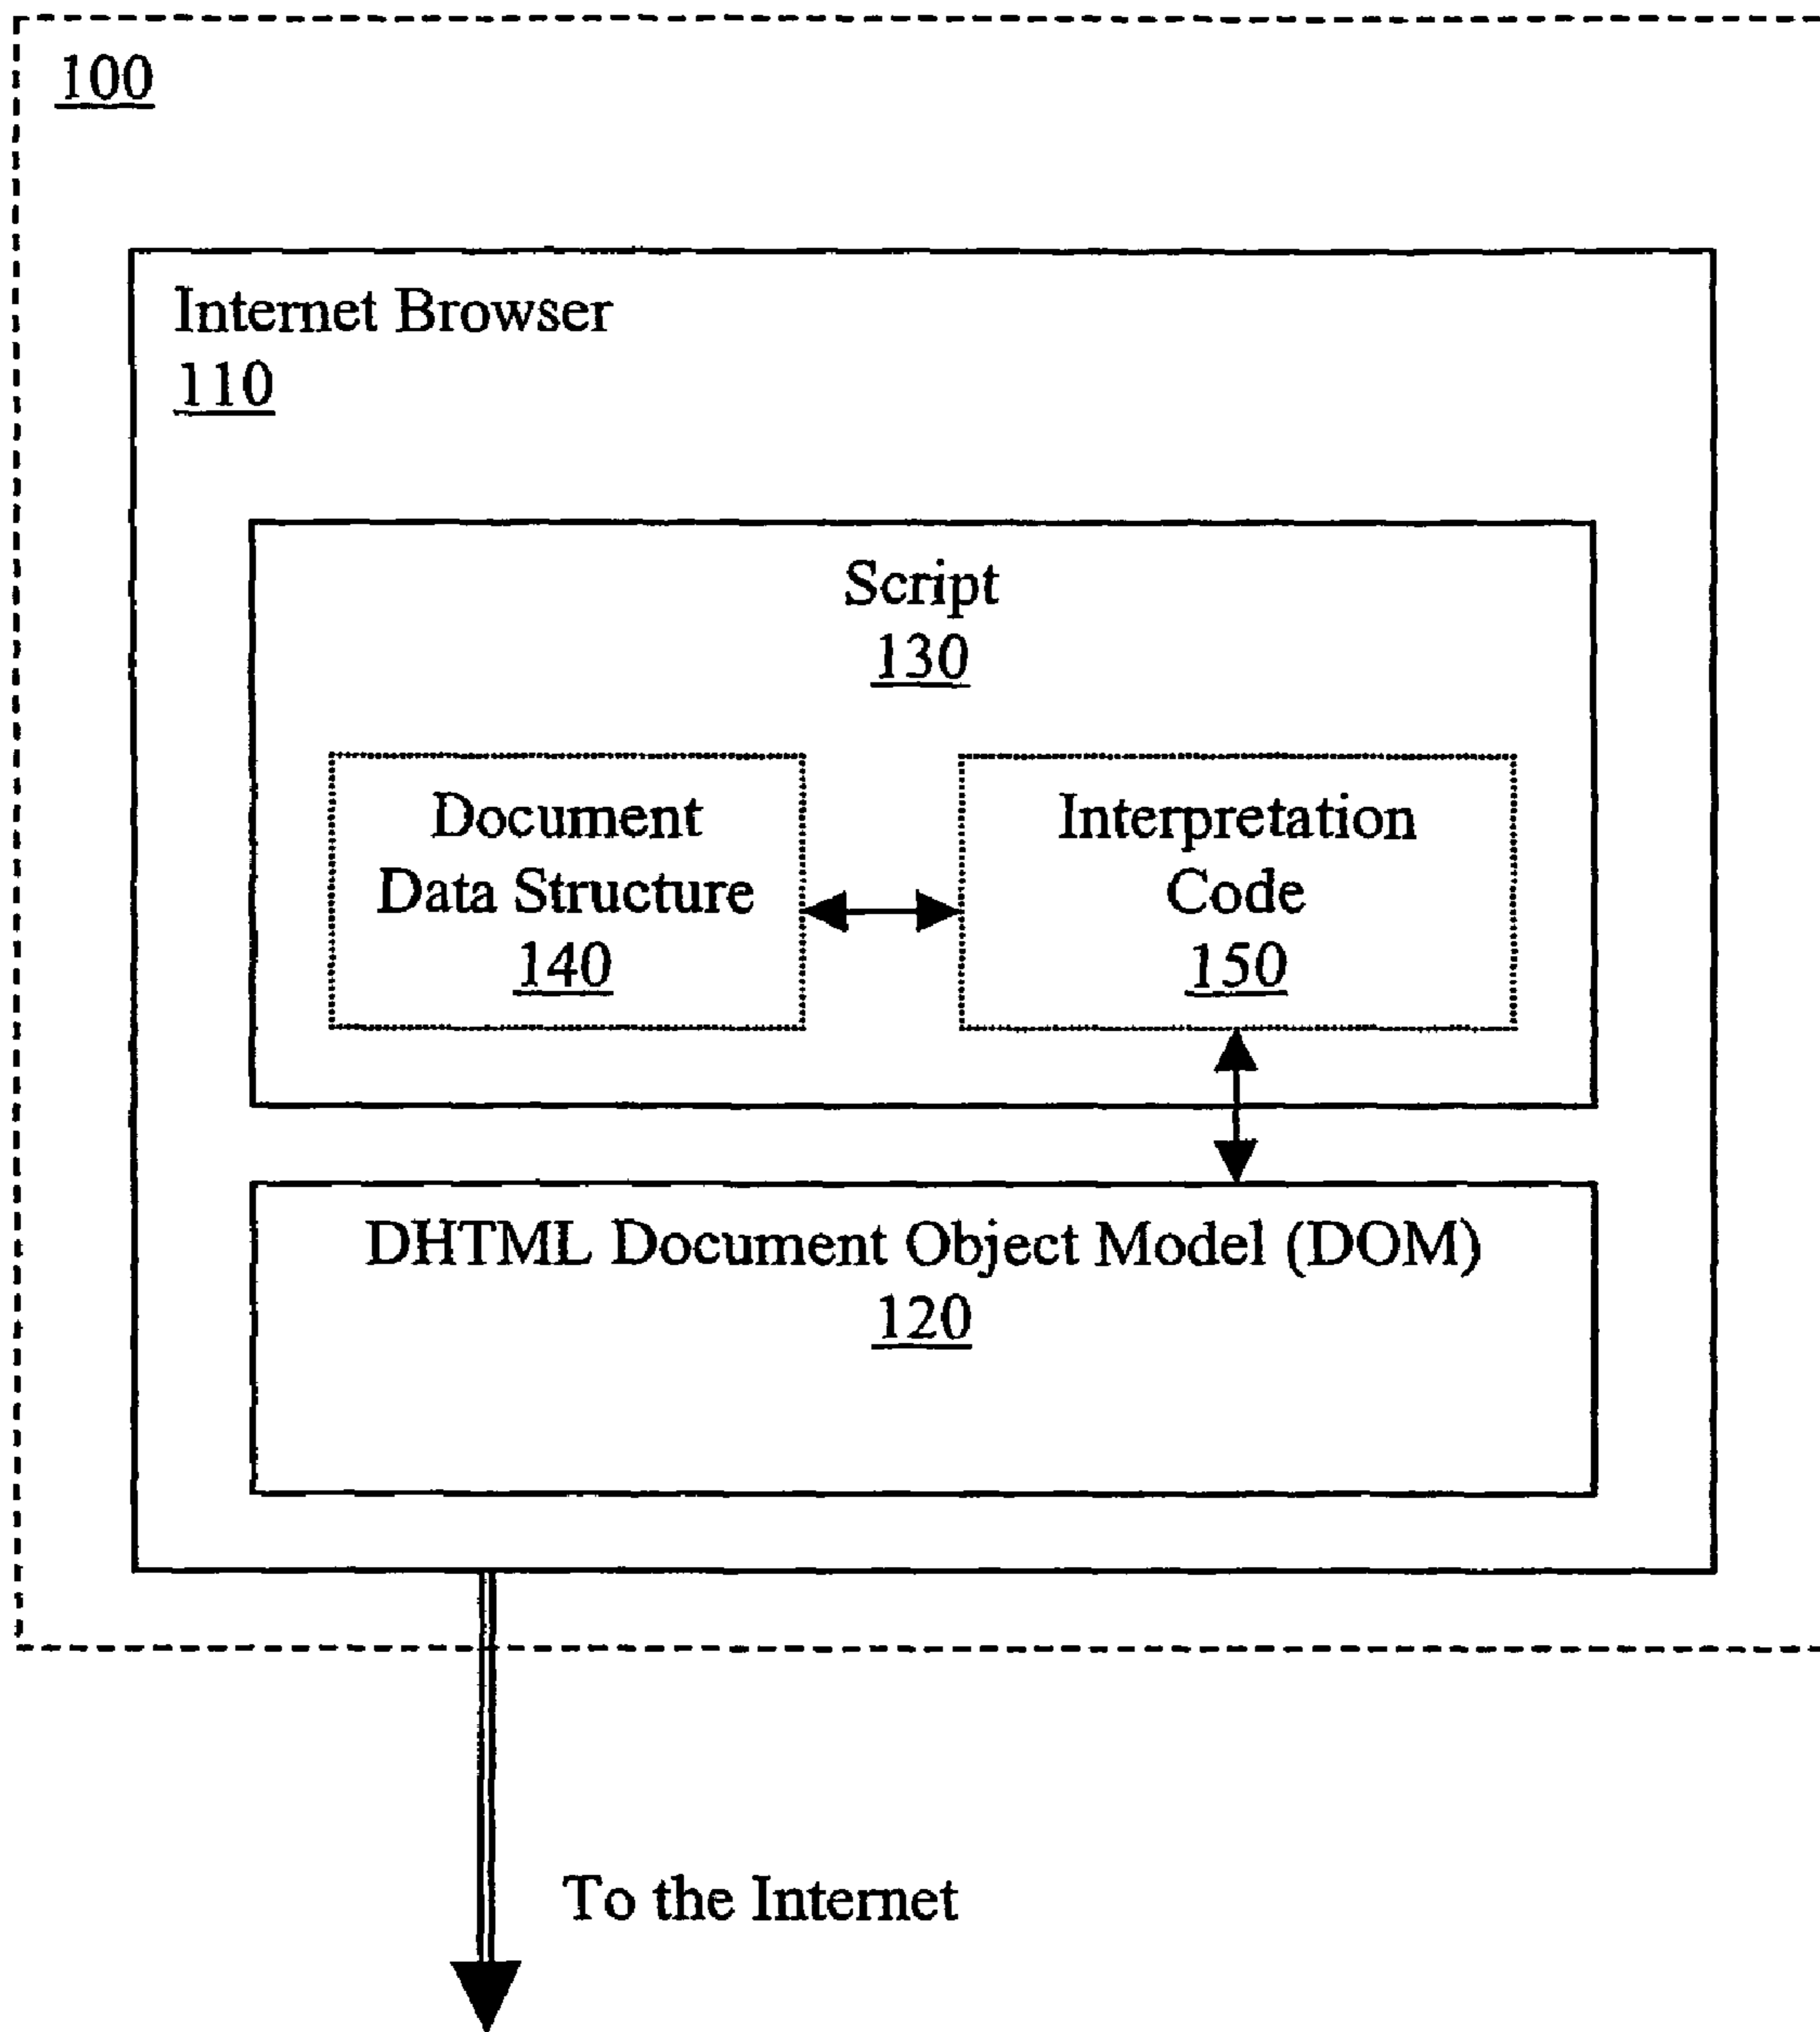 100
Internet Browser
110
Script
130
Document
Data Structure
140
Interpretation
Code
150
DHTML Document Object Model (DOM)
120
To the Internet